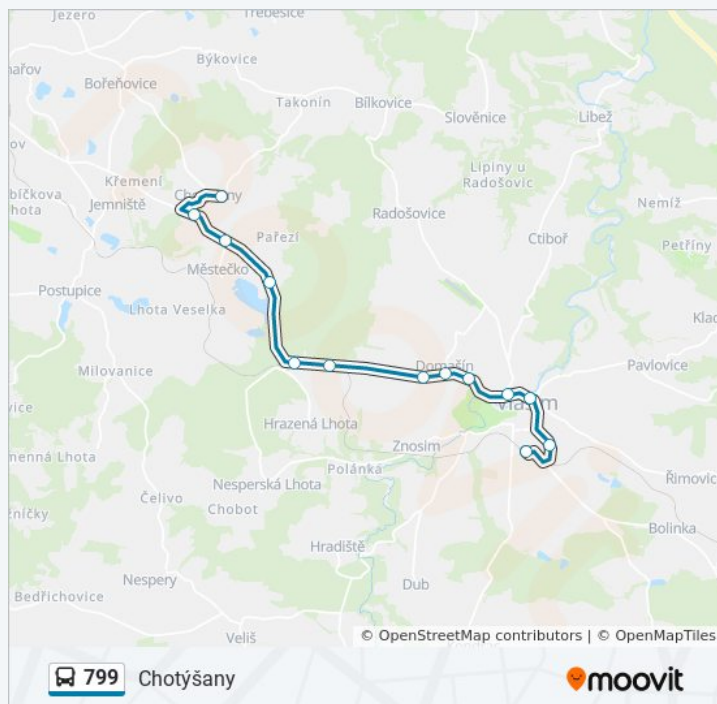 Jezero
Třebešice
Býkovice
Bořeňovice
Takonín
Bílkovice
Slověnice
Libež
Křemení
Jemniště
Lhota
Lipiny u
Radošovic
Radošovice
Nemíž
Ctiboř
Petříny
Pařezí
Městečko
Postupice
Lhota Veselka
Milovanice
Domašín
Pavlovice
Vlašim
Hrazená Lhota
Znosim
Polánka
Nesperská Lhota
Čelivo
Chobot
Římovic
Bolinka
Hradiště
Nespery
Dub
Bedřichovice
Veliš
© OpenStreetMap contributors | © OpenMapTiles
799 Chotýšany
moovit